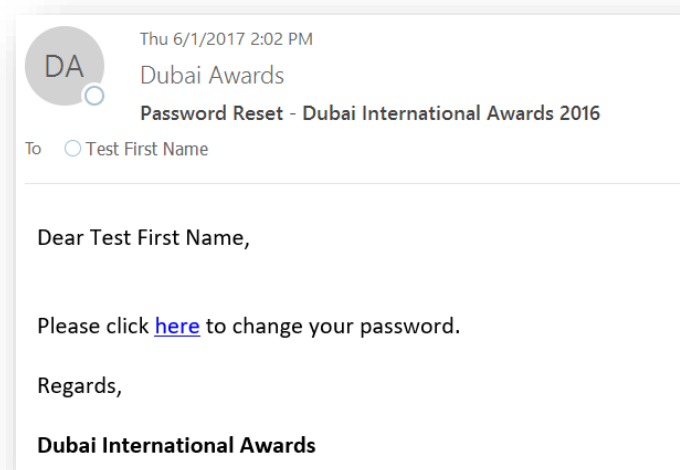 DA
Thu 6/1/2017 2:02 PM
Dubai Awards
Password Reset - Dubai International Awards 2016
To Test First Name
Dear Test First Name,
Please click here to change your password.
Regards,
Dubai International Awards